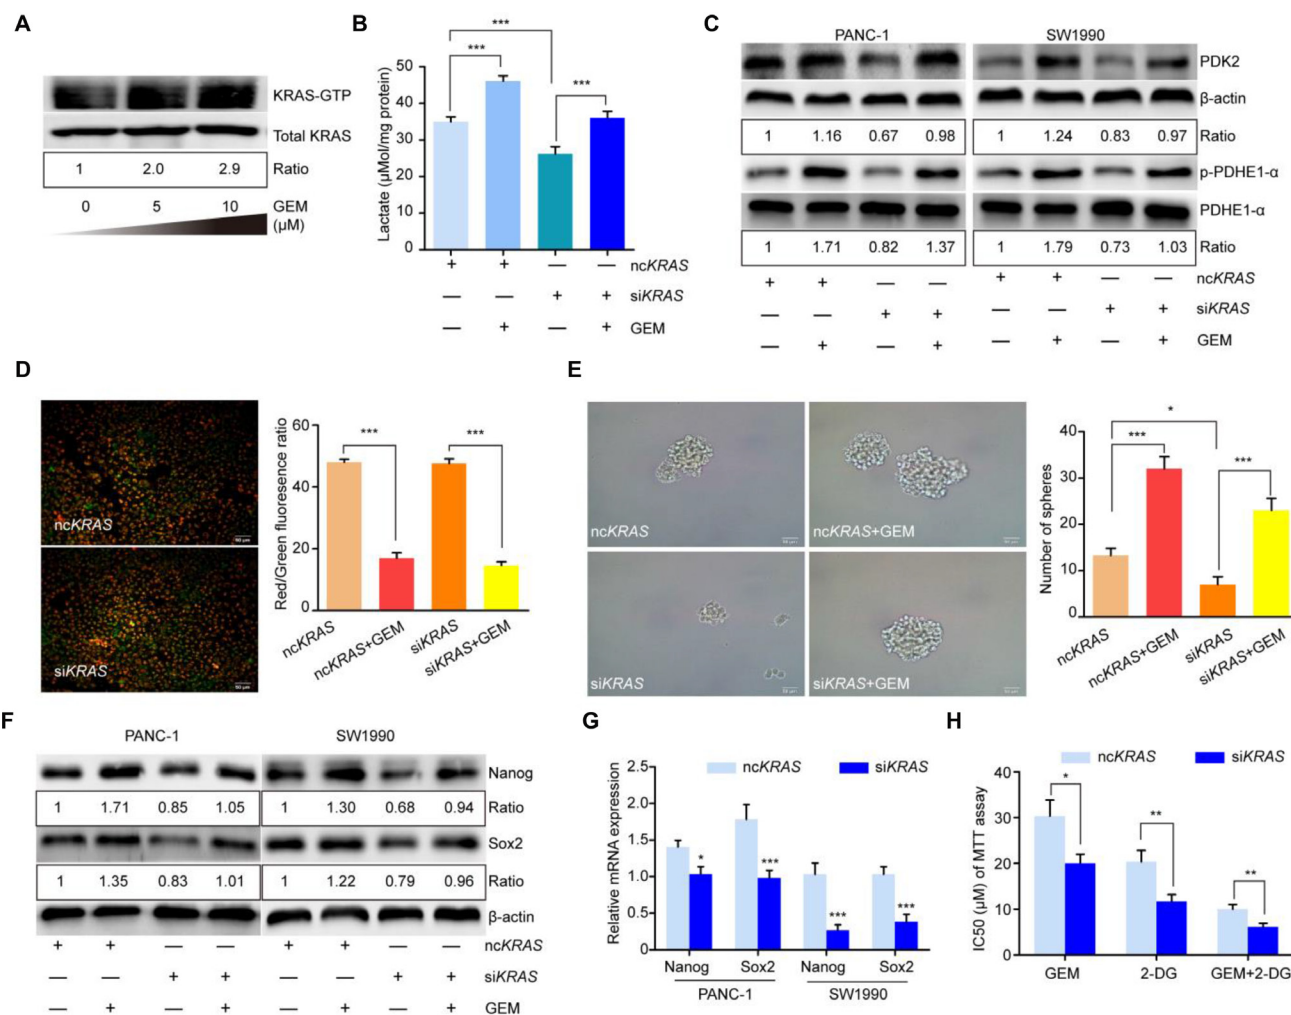 A
KRAS-GTP
Total KRAS
1 2.0 2.9 Ratio
0 5 10 GEM
(μM)
B
Lactate (μMol/mg protein)
50
40
30
20
10
0
***
***
***
+ + — — ncKRAS
— — + + siKRAS
— + — + GEM
C
PANC-1 SW1990
PDK2
β-actin
1 1.16 0.67 0.98 1 1.24 0.83 0.97 Ratio
p-PDHE1-α
PDHE1-α
1 1.71 0.82 1.37 1 1.79 0.73 1.03 Ratio
+ + — — + + — — ncKRAS
— — + + — — + + siKRAS
— + — + — + — + GEM
D
ncKRAS
siKRAS
Red/Green fluoresence ratio
60
40
20
0
*** ***
ncKRAS
ncKRAS+GEM
siKRAS
siKRAS+GEM
E
ncKRAS
ncKRAS+GEM
siKRAS
siKRAS+GEM
Number of spheres
40
30
20
10
0
*
***
***
ncKRAS
ncKRAS+GEM
siKRAS
siKRAS+GEM
F
PANC-1 SW1990
Nanog
1 1.71 0.85 1.05 1 1.30 0.68 0.94 Ratio
Sox2
1 1.35 0.83 1.01 1 1.22 0.79 0.96 Ratio
β-actin
+ + — — + + — — ncKRAS
— — + + — — + + siKRAS
— + — + — + — + GEM
G
ncKRAS siKRAS
Relative mRNA expression
2.5
2.0
1.5
1.0
0.5
0
* *** *** ***
Nanog Sox2 Nanog Sox2
PANC-1 SW1990
H
ncKRAS siKRAS
IC50 (μM) of MTT assay
40
30
20
10
0
* ** **
GEM 2-DG GEM+2-DG